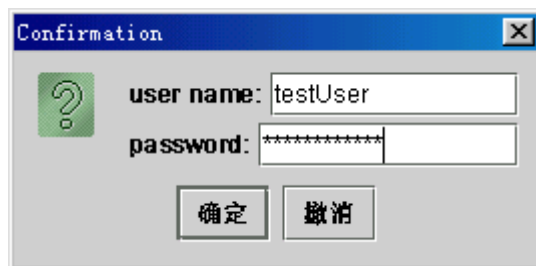 Confirmation
user name: testUser
password: ************
确定 撤消